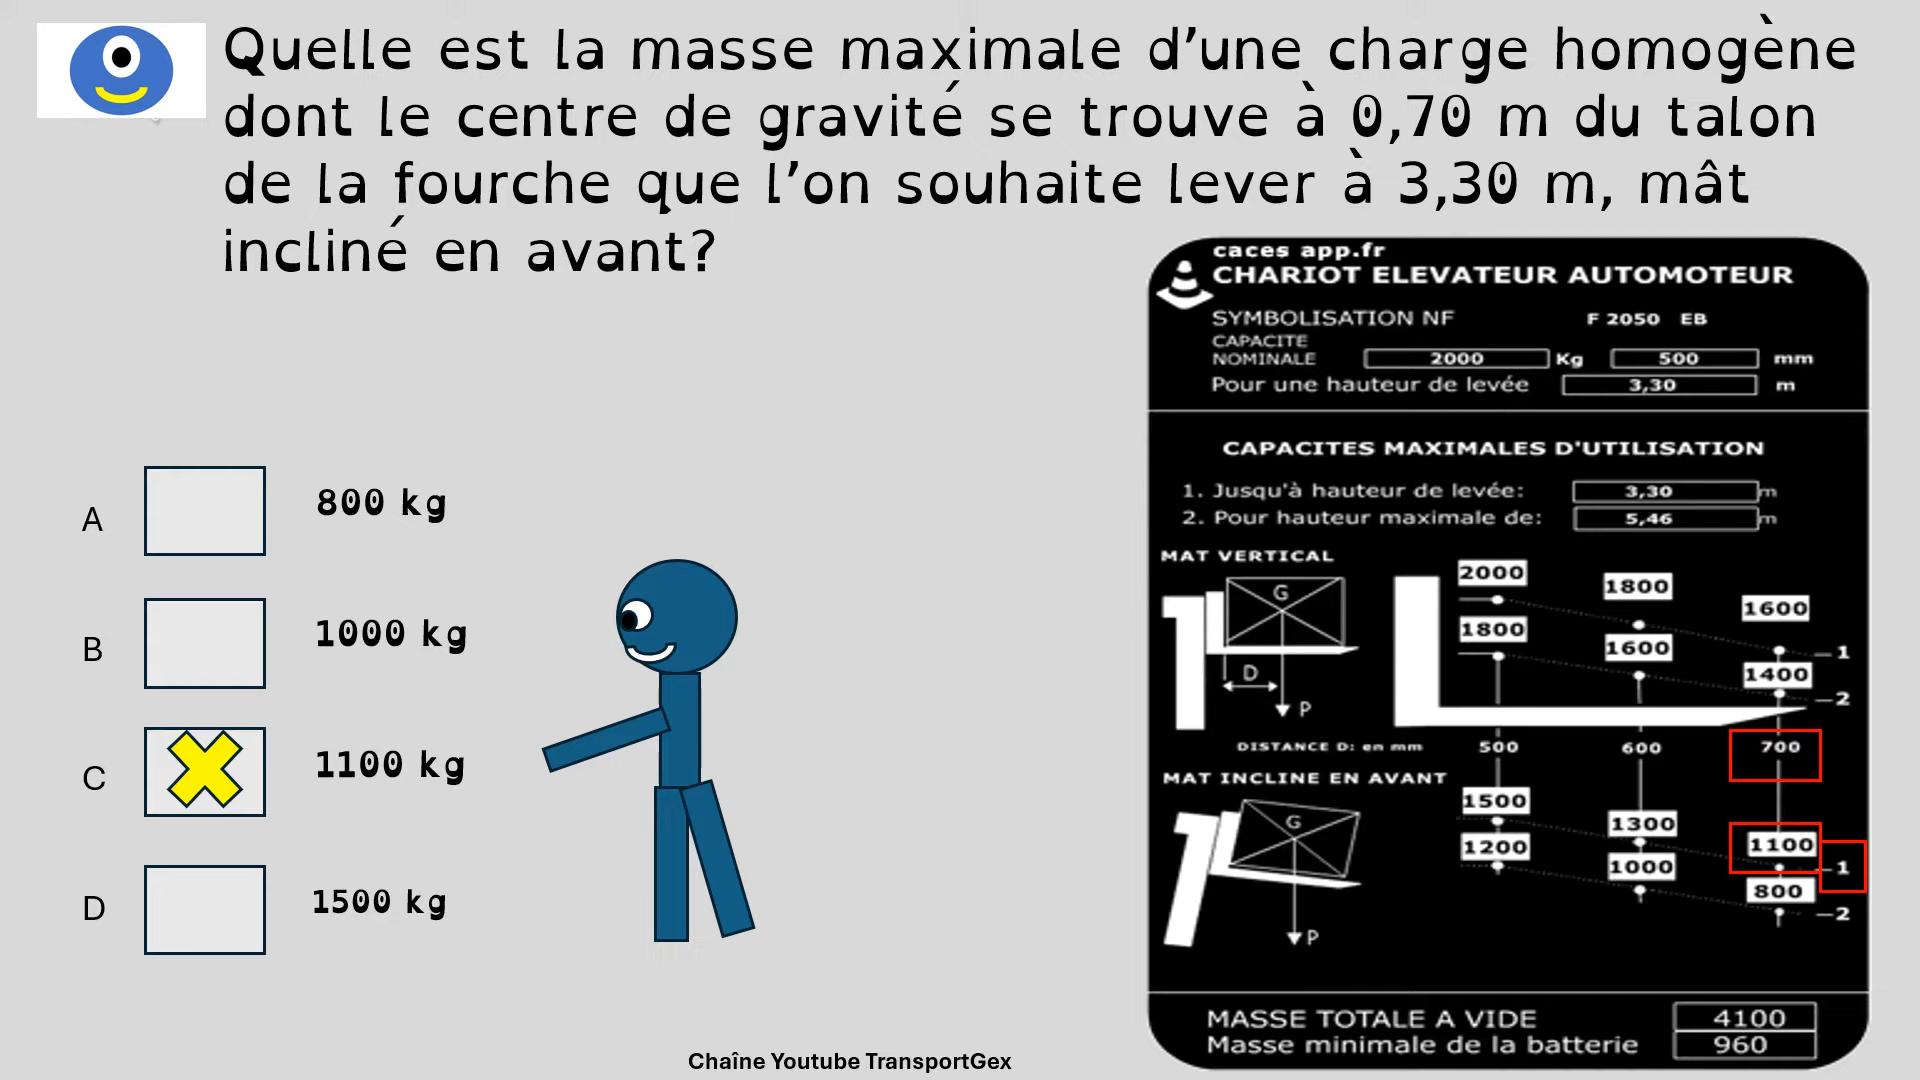 Quelle est la masse maximale d’une charge homogène
dont le centre de gravité se trouve à 0,70 m du talon
de la fourche que l’on souhaite lever à 3,30 m, mât
incliné en avant?
A
800 kg
B
1000 kg
C
1100 kg
D
1500 kg
caces app.fr
CHARIOT ELEVATEUR AUTOMOTEUR
SYMBOLISATION NF F 2050 EB
CAPACITE
NOMINALE 2000 Kg 500 mm
Pour une hauteur de levée 3,30 m
CAPACITES MAXIMALES D'UTILISATION
1. Jusqu'à hauteur de levée: 3,30 m
2. Pour hauteur maximale de: 5,46 m
MAT VERTICAL
G
D
P
2000 1800 1600
1
1800 1600 1400
2
DISTANCE D: en mm 500 600 700
MAT INCLINE EN AVANT
G
P
1500 1300 1100
1
1200 1000 800
2
MASSE TOTALE A VIDE 4100
Masse minimale de la batterie 960
Chaîne Youtube TransportGex